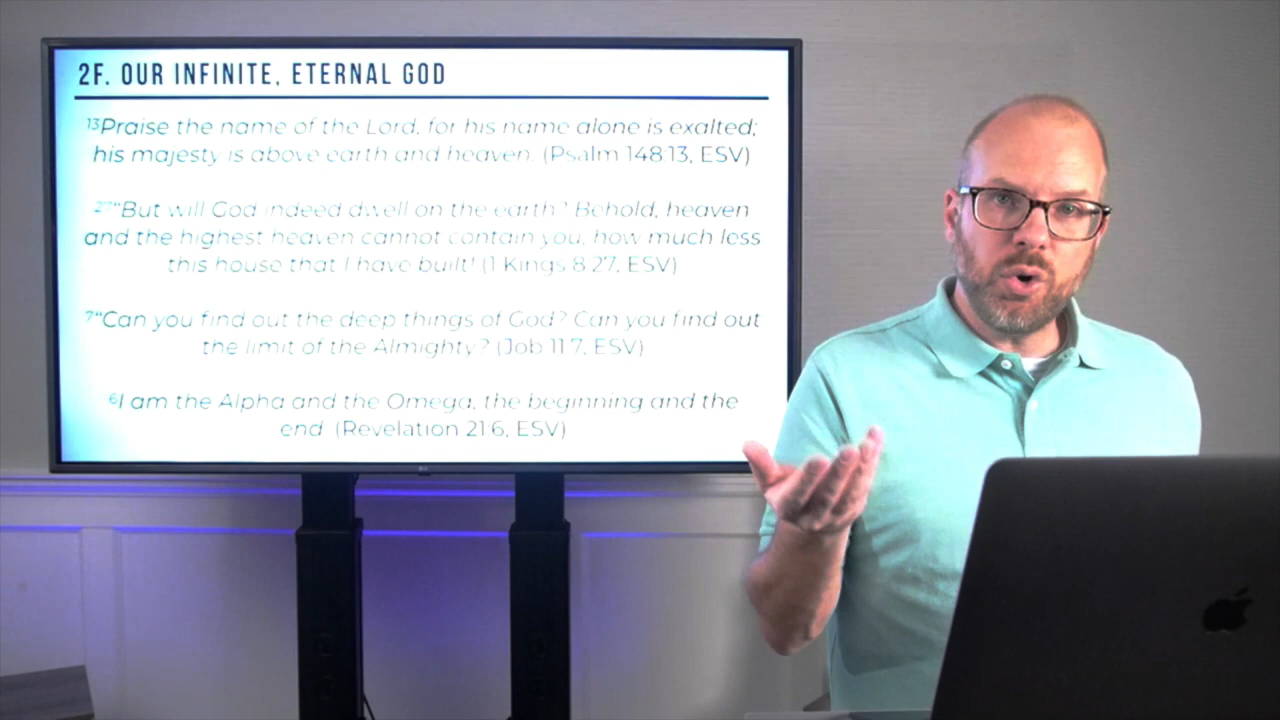 2F. OUR INFINITE, ETERNAL GOD
13Praise the name of the Lord, for his name alone is exalted;
his majesty is above earth and heaven. (Psalm 148:13, ESV)
27"But will God indeed dwell on the earth? Behold, heaven
and the highest heaven cannot contain you, how much less
this house that I have built! (1 Kings 8:27, ESV)
7"Can you find out the deep things of God? Can you find out
the limit of the Almighty? (Job 11:7, ESV)
6I am the Alpha and the Omega, the beginning and the
end. (Revelation 21:6, ESV)
LG